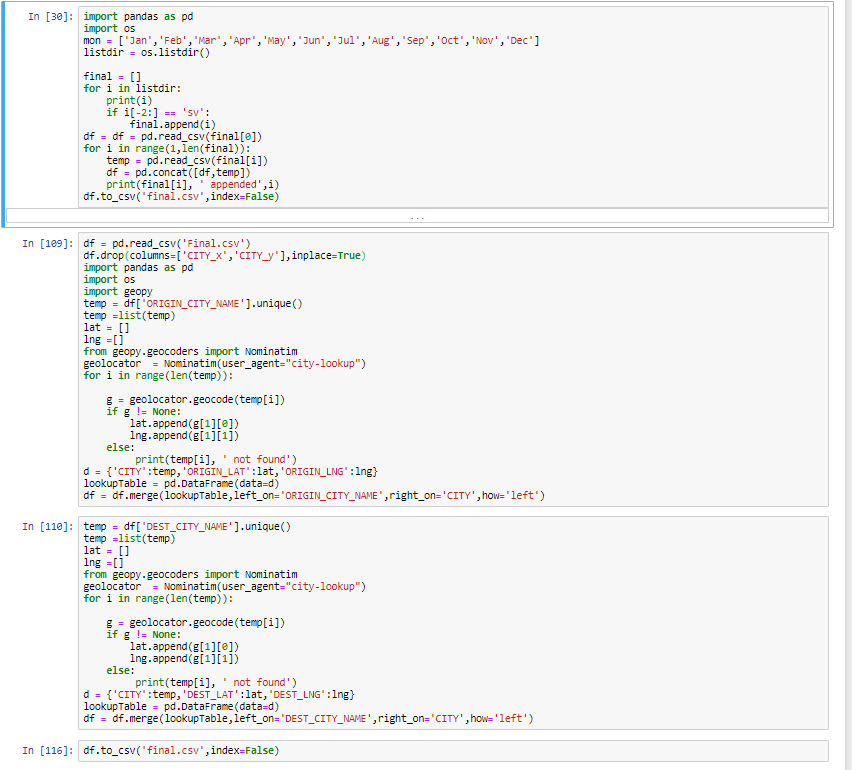 In [30]: import pandas as pd
import os
mon = ['Jan','Feb','Mar','Apr','May','Jun','Jul','Aug','Sep','Oct','Nov','Dec']
listdir = os.listdir()
final = []
for i in listdir:
    print(i)
    if i[-2:] == 'sv':
        final.append(i)
df = df = pd.read_csv(final[0])
for i in range(1,len(final)):
    temp = pd.read_csv(final[i])
    df = pd.concat([df,temp])
    print(final[i], ' appended',i)
df.to_csv('final.csv',index=False)
...
In [109]: df = pd.read_csv('Final.csv')
df.drop(columns=['CITY_x','CITY_y'],inplace=True)
import pandas as pd
import os
import geopy
temp = df['ORIGIN_CITY_NAME'].unique()
temp =list(temp)
lat = []
lng =[]
from geopy.geocoders import Nominatim
geolocator  = Nominatim(user_agent="city-lookup")
for i in range(len(temp)):
    g = geolocator.geocode(temp[i])
    if g != None:
        lat.append(g[1][0])
        lng.append(g[1][1])
    else:
        print(temp[i], ' not found')
d = {'CITY':temp,'ORIGIN_LAT':lat,'ORIGIN_LNG':lng}
lookupTable = pd.DataFrame(data=d)
df = df.merge(lookupTable,left_on='ORIGIN_CITY_NAME',right_on='CITY',how='left')
In [110]: temp = df['DEST_CITY_NAME'].unique()
temp =list(temp)
lat = []
lng =[]
from geopy.geocoders import Nominatim
geolocator  = Nominatim(user_agent="city-lookup")
for i in range(len(temp)):
    g = geolocator.geocode(temp[i])
    if g != None:
        lat.append(g[1][0])
        lng.append(g[1][1])
    else:
        print(temp[i], ' not found')
d = {'CITY':temp,'DEST_LAT':lat,'DEST_LNG':lng}
lookupTable = pd.DataFrame(data=d)
df = df.merge(lookupTable,left_on='DEST_CITY_NAME',right_on='CITY',how='left')
In [116]: df.to_csv('final.csv',index=False)